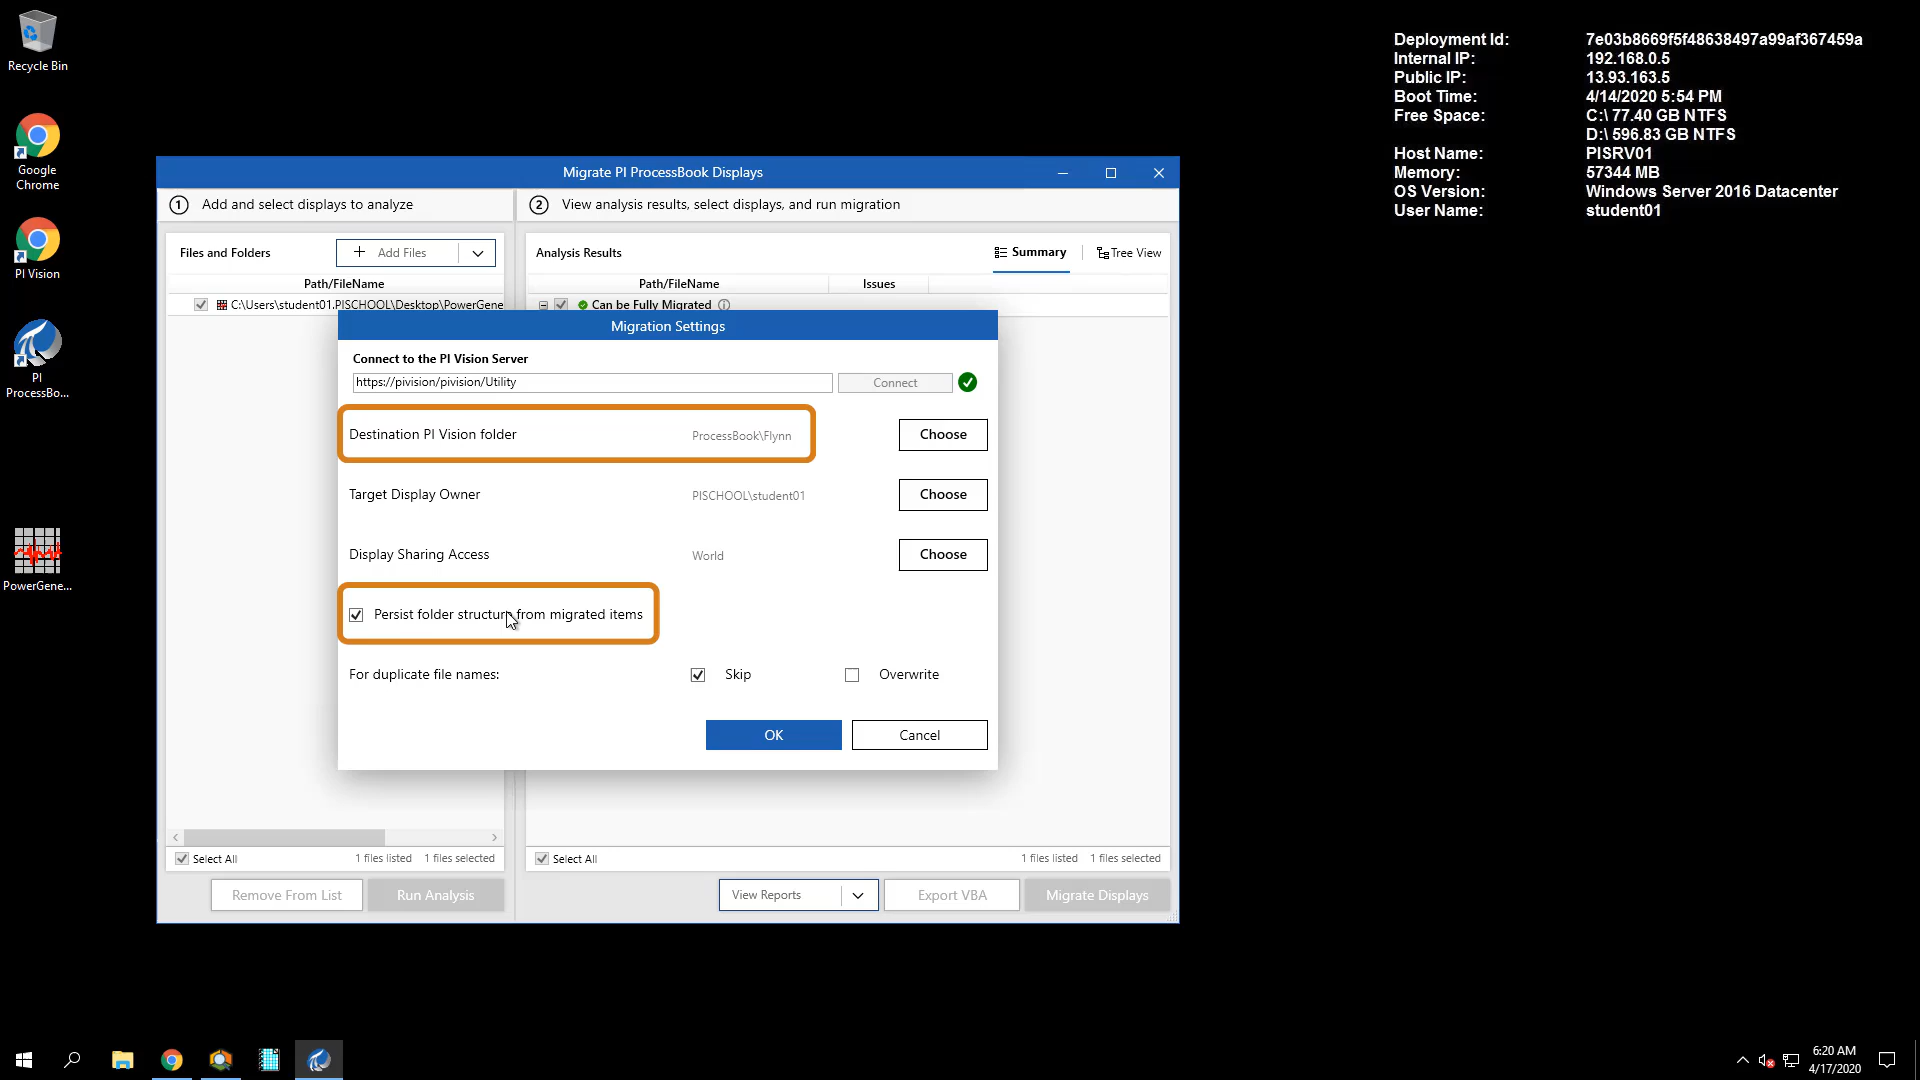 Recycle Bin
Google
Chrome
PI Vision
PI
ProcessBo...
PowerGene...
Deployment Id: 7e03b8669f5f48638497a99af367459a
Internal IP: 192.168.0.5
Public IP: 13.93.163.5
Boot Time: 4/14/2020 5:54 PM
Free Space: C:\ 77.40 GB NTFS
D:\ 596.83 GB NTFS
Host Name: PISRV01
Memory: 57344 MB
OS Version: Windows Server 2016 Datacenter
User Name: student01
Migrate PI ProcessBook Displays
1 Add and select displays to analyze
2 View analysis results, select displays, and run migration
Files and Folders + Add Files
Analysis Results Summary Tree View
Path/FileName
Path/FileName Issues
C:\Users\student01.PISCHOOL\Desktop\PowerGene
Can be Fully Migrated
Migration Settings
Connect to the PI Vision Server
https://pivision/pivision/Utility Connect
Destination PI Vision folder ProcessBook\Flynn Choose
Target Display Owner PISCHOOL\student01 Choose
Display Sharing Access World Choose
Persist folder structure from migrated items
For duplicate file names: Skip Overwrite
OK Cancel
Select All 1 files listed 1 files selected
Select All 1 files listed 1 files selected
Remove From List Run Analysis
View Reports Export VBA Migrate Displays
6:20 AM
4/17/2020